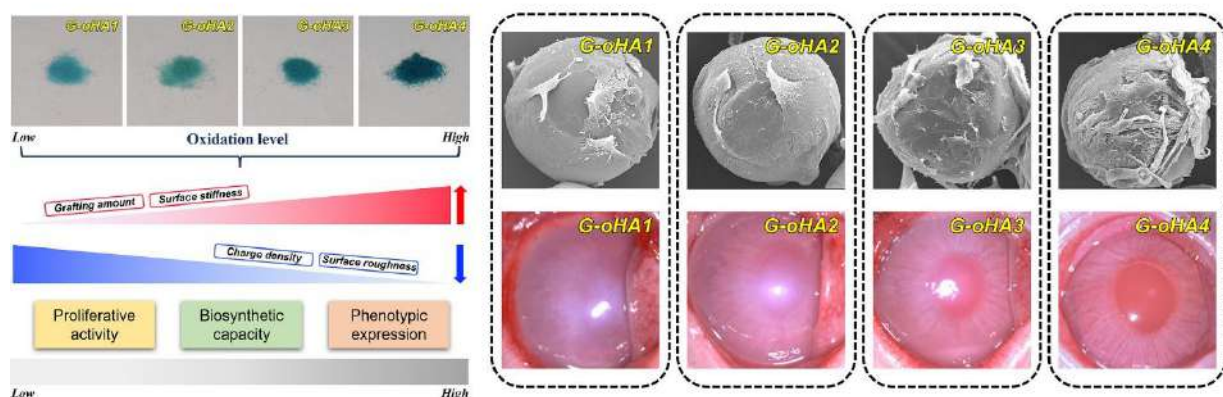 G-oHA1
G-oHA2
G-oHA3
G-oHA4
Low
Oxidation level
High
Grafting amount
Surface stiffness
Charge density
Surface roughness
Proliferative
activity
Biosynthetic
capacity
Phenotypic
expression
Low
High
G-oHA1
G-oHA2
G-oHA3
G-oHA4
G-oHA1
G-oHA2
G-oHA3
G-oHA4